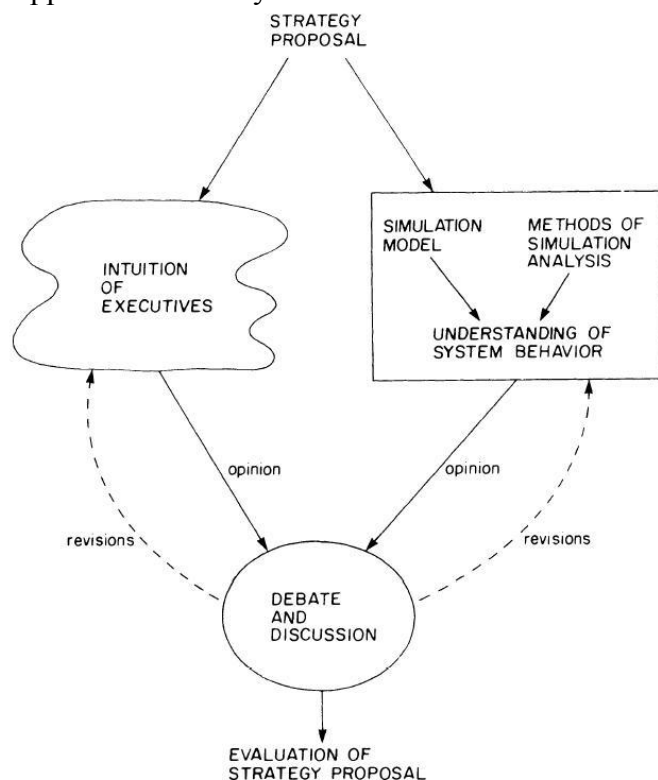 STRATEGY
PROPOSAL
INTUITION
OF
EXECUTIVES
SIMULATION
MODEL
METHODS OF
SIMULATION
ANALYSIS
UNDERSTANDING OF
SYSTEM BEHAVIOR
opinion
opinion
revisions
revisions
DEBATE
AND
DISCUSSION
EVALUATION OF
STRATEGY PROPOSAL